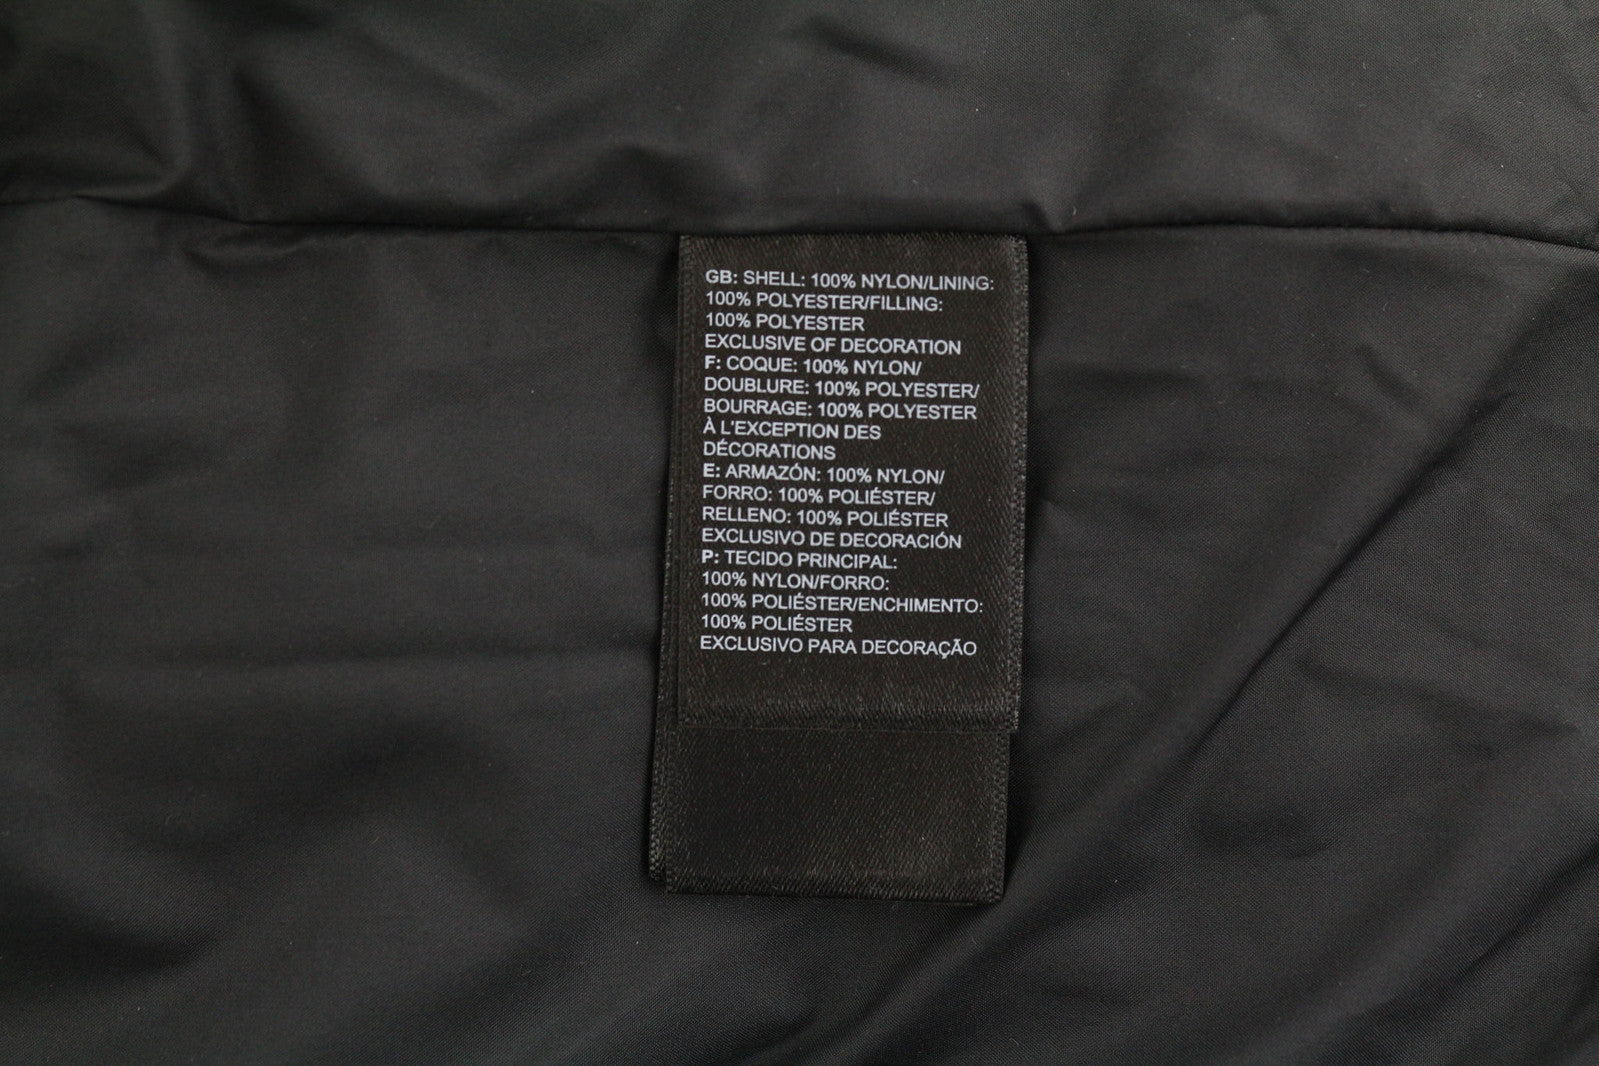 GB: SHELL: 100% NYLON/LINING:
100% POLYESTER/FILLING:
100% POLYESTER
EXCLUSIVE OF DECORATION
F: COQUE: 100% NYLON/
DOUBLURE: 100% POLYESTER/
BOURRAGE: 100% POLYESTER
À L'EXCEPTION DES
DÉCORATIONS
E: ARMAZÓN: 100% NYLON/
FORRO: 100% POLIÉSTER/
RELLENO: 100% POLIÉSTER
EXCLUSIVO DE DECORACIÓN
P: TECIDO PRINCIPAL:
100% NYLON/FORRO:
100% POLIÉSTER/ENCHIMENTO:
100% POLIÉSTER
EXCLUSIVO PARA DECORAÇÃO